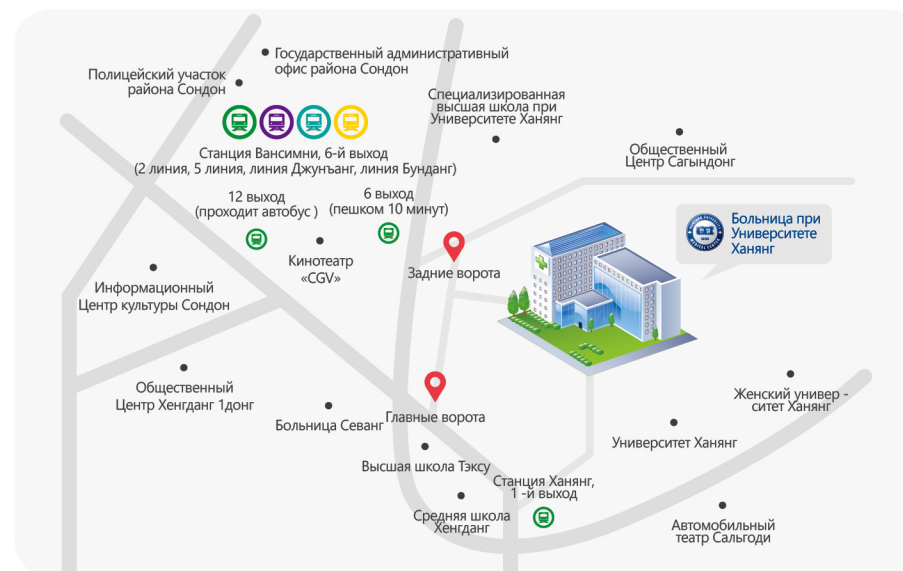 Государственный административный
офис района Сондон
Полицейский участок
района Сондон
Специализированная
высшая школа при
Университете Ханянг
Общественный
Центр Сагындонг
Станция Вансимни, 6-й выход
(2 линия, 5 линия, линия Джунъанг, линия Бунданг)
12 выход
(проходит автобус )
6 выход
(пешком 10 минут)
Больница при
Университете
Ханянг
Кинотеатр
«CGV»
Задние ворота
Информационный
Центр культуры Сондон
Общественный
Центр Хенгданг 1донг
Больница Севанг
Главные ворота
Женский универ -
ситет Ханянг
Университет Ханянг
Высшая школа Тэксу
Станция Ханянг,
1 -й выход
Средняя школа
Хенгданг
Автомобильный
театр Сальгоди